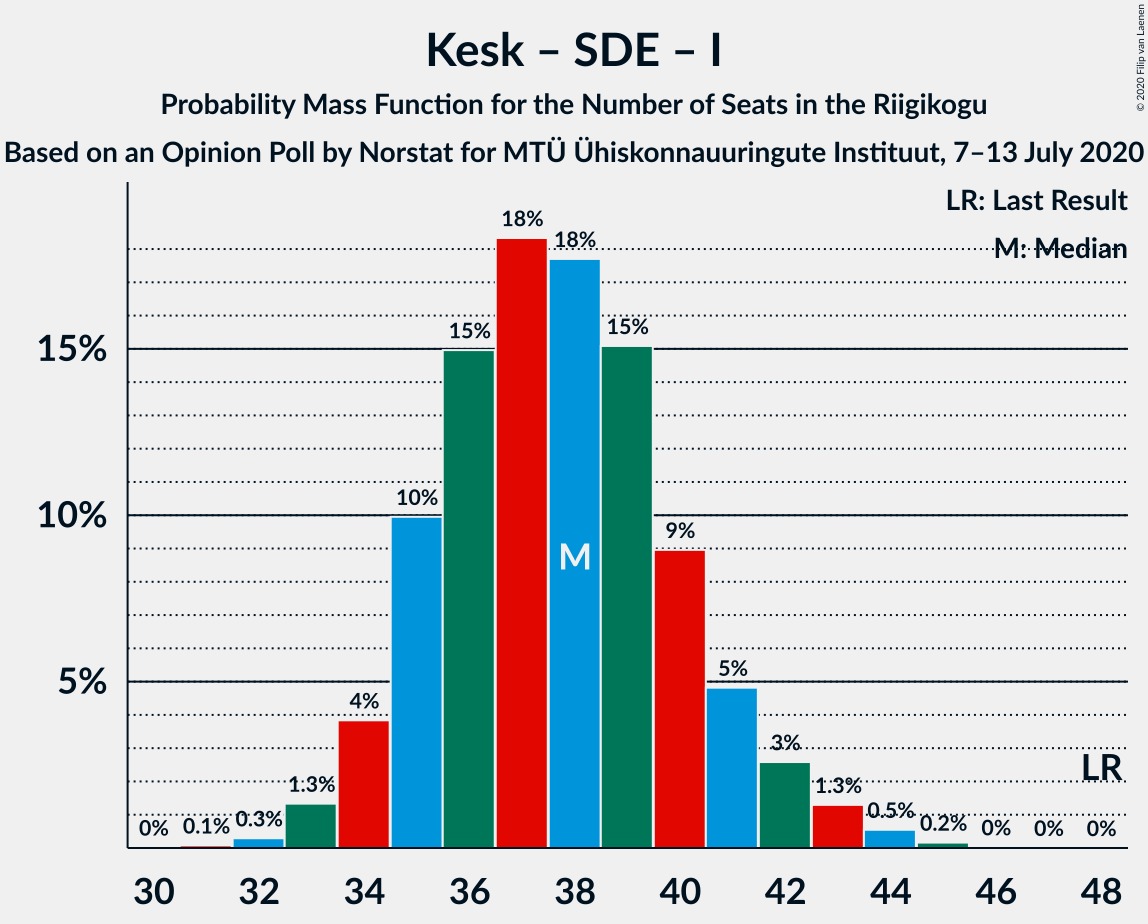 Kesk – SDE – I
Probability Mass Function for the Number of Seats in the Riigikogu
Based on an Opinion Poll by Norstat for MTÜ Ühiskonnauuringute Instituut, 7–13 July 2020
© 2020 Filip van Laenen
LR: Last Result
M: Median
15%
10%
5%
0%
0.1%
0.3%
1.3%
4%
10%
15%
18%
18%
15%
9%
5%
3%
1.3%
0.5%
0.2%
0%
0%
0%
M
LR
30 32 34 36 38 40 42 44 46 48